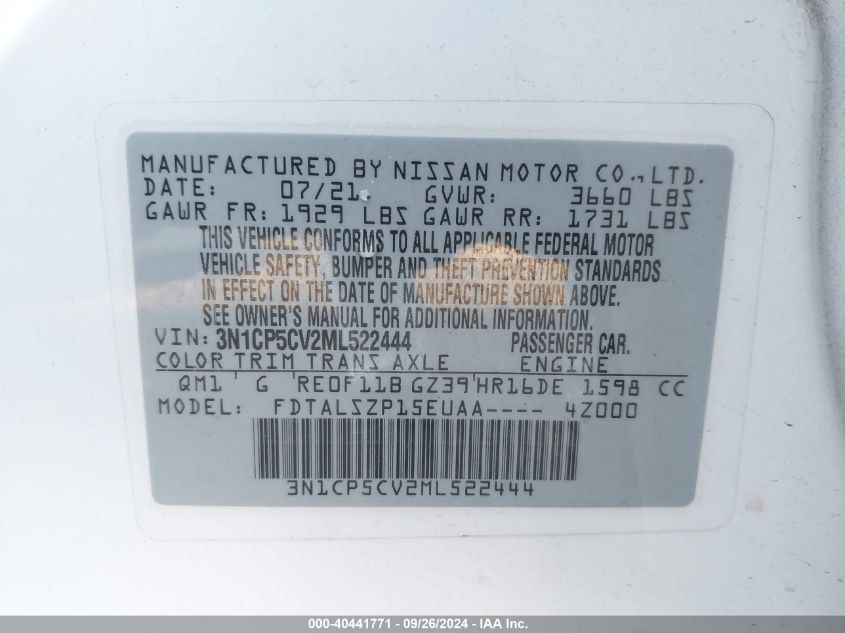 MANUFACTURED BY NISSAN MOTOR CO., LTD.
DATE: 07/21 GVWR: 3660 LBS
GAWR FR: 1929 LBS GAWR RR: 1731 LBS
THIS VEHICLE CONFORMS TO ALL APPLICABLE FEDERAL MOTOR
VEHICLE SAFETY, BUMPER AND THEFT PREVENTION STANDARDS
IN EFFECT ON THE DATE OF MANUFACTURE SHOWN ABOVE.
SEE OWNER'S MANUAL FOR ADDITIONAL INFORMATION.
VIN: 3N1CP5CV2ML522444 PASSENGER CAR.
COLOR TRIM TRANS AXLE ENGINE
QM1 G RE0F11B GZ39 HR16DE 1598 CC
MODEL: FDTALSZP15EUAA---- 4Z000
3N1CP5CV2ML522444
000-40441771 - 09/26/2024 - IAA Inc.